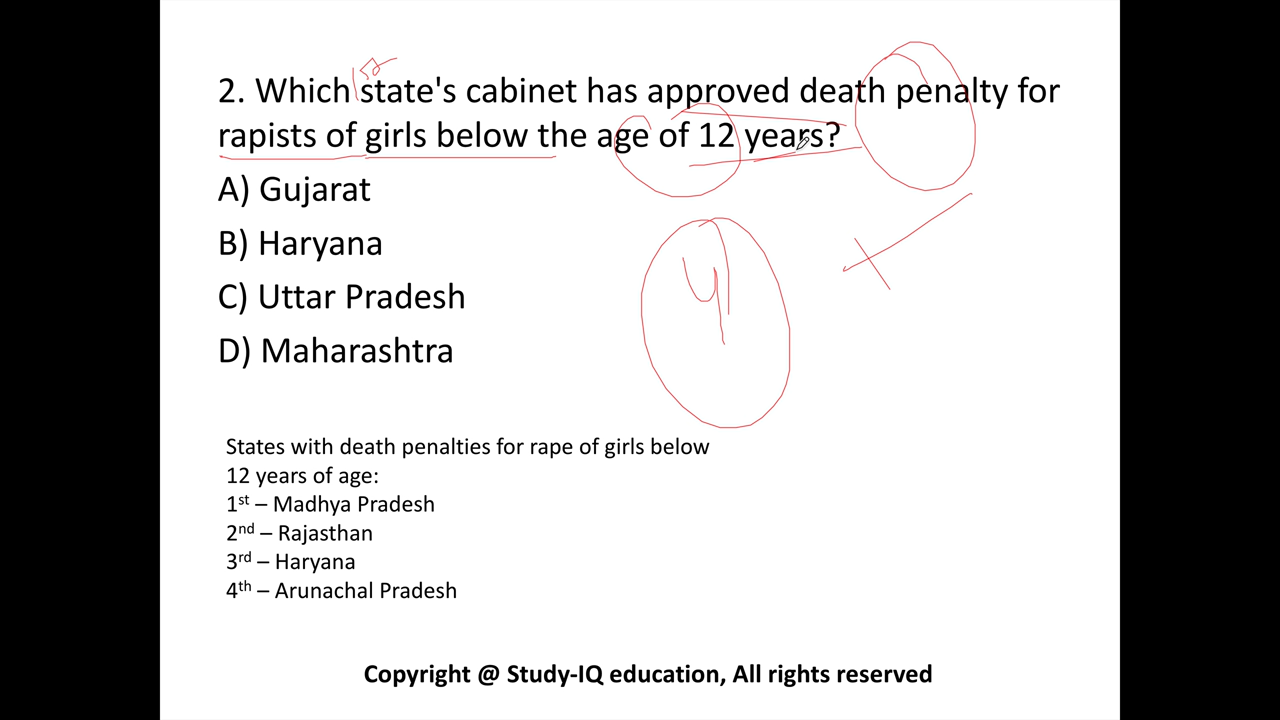 1st
2. Which state's cabinet has approved death penalty for
rapists of girls below the age of 12 years?
A) Gujarat
B) Haryana
C) Uttar Pradesh
D) Maharashtra
4
States with death penalties for rape of girls below
12 years of age:
1st – Madhya Pradesh
2nd – Rajasthan
3rd – Haryana
4th – Arunachal Pradesh
Copyright @ Study-IQ education, All rights reserved